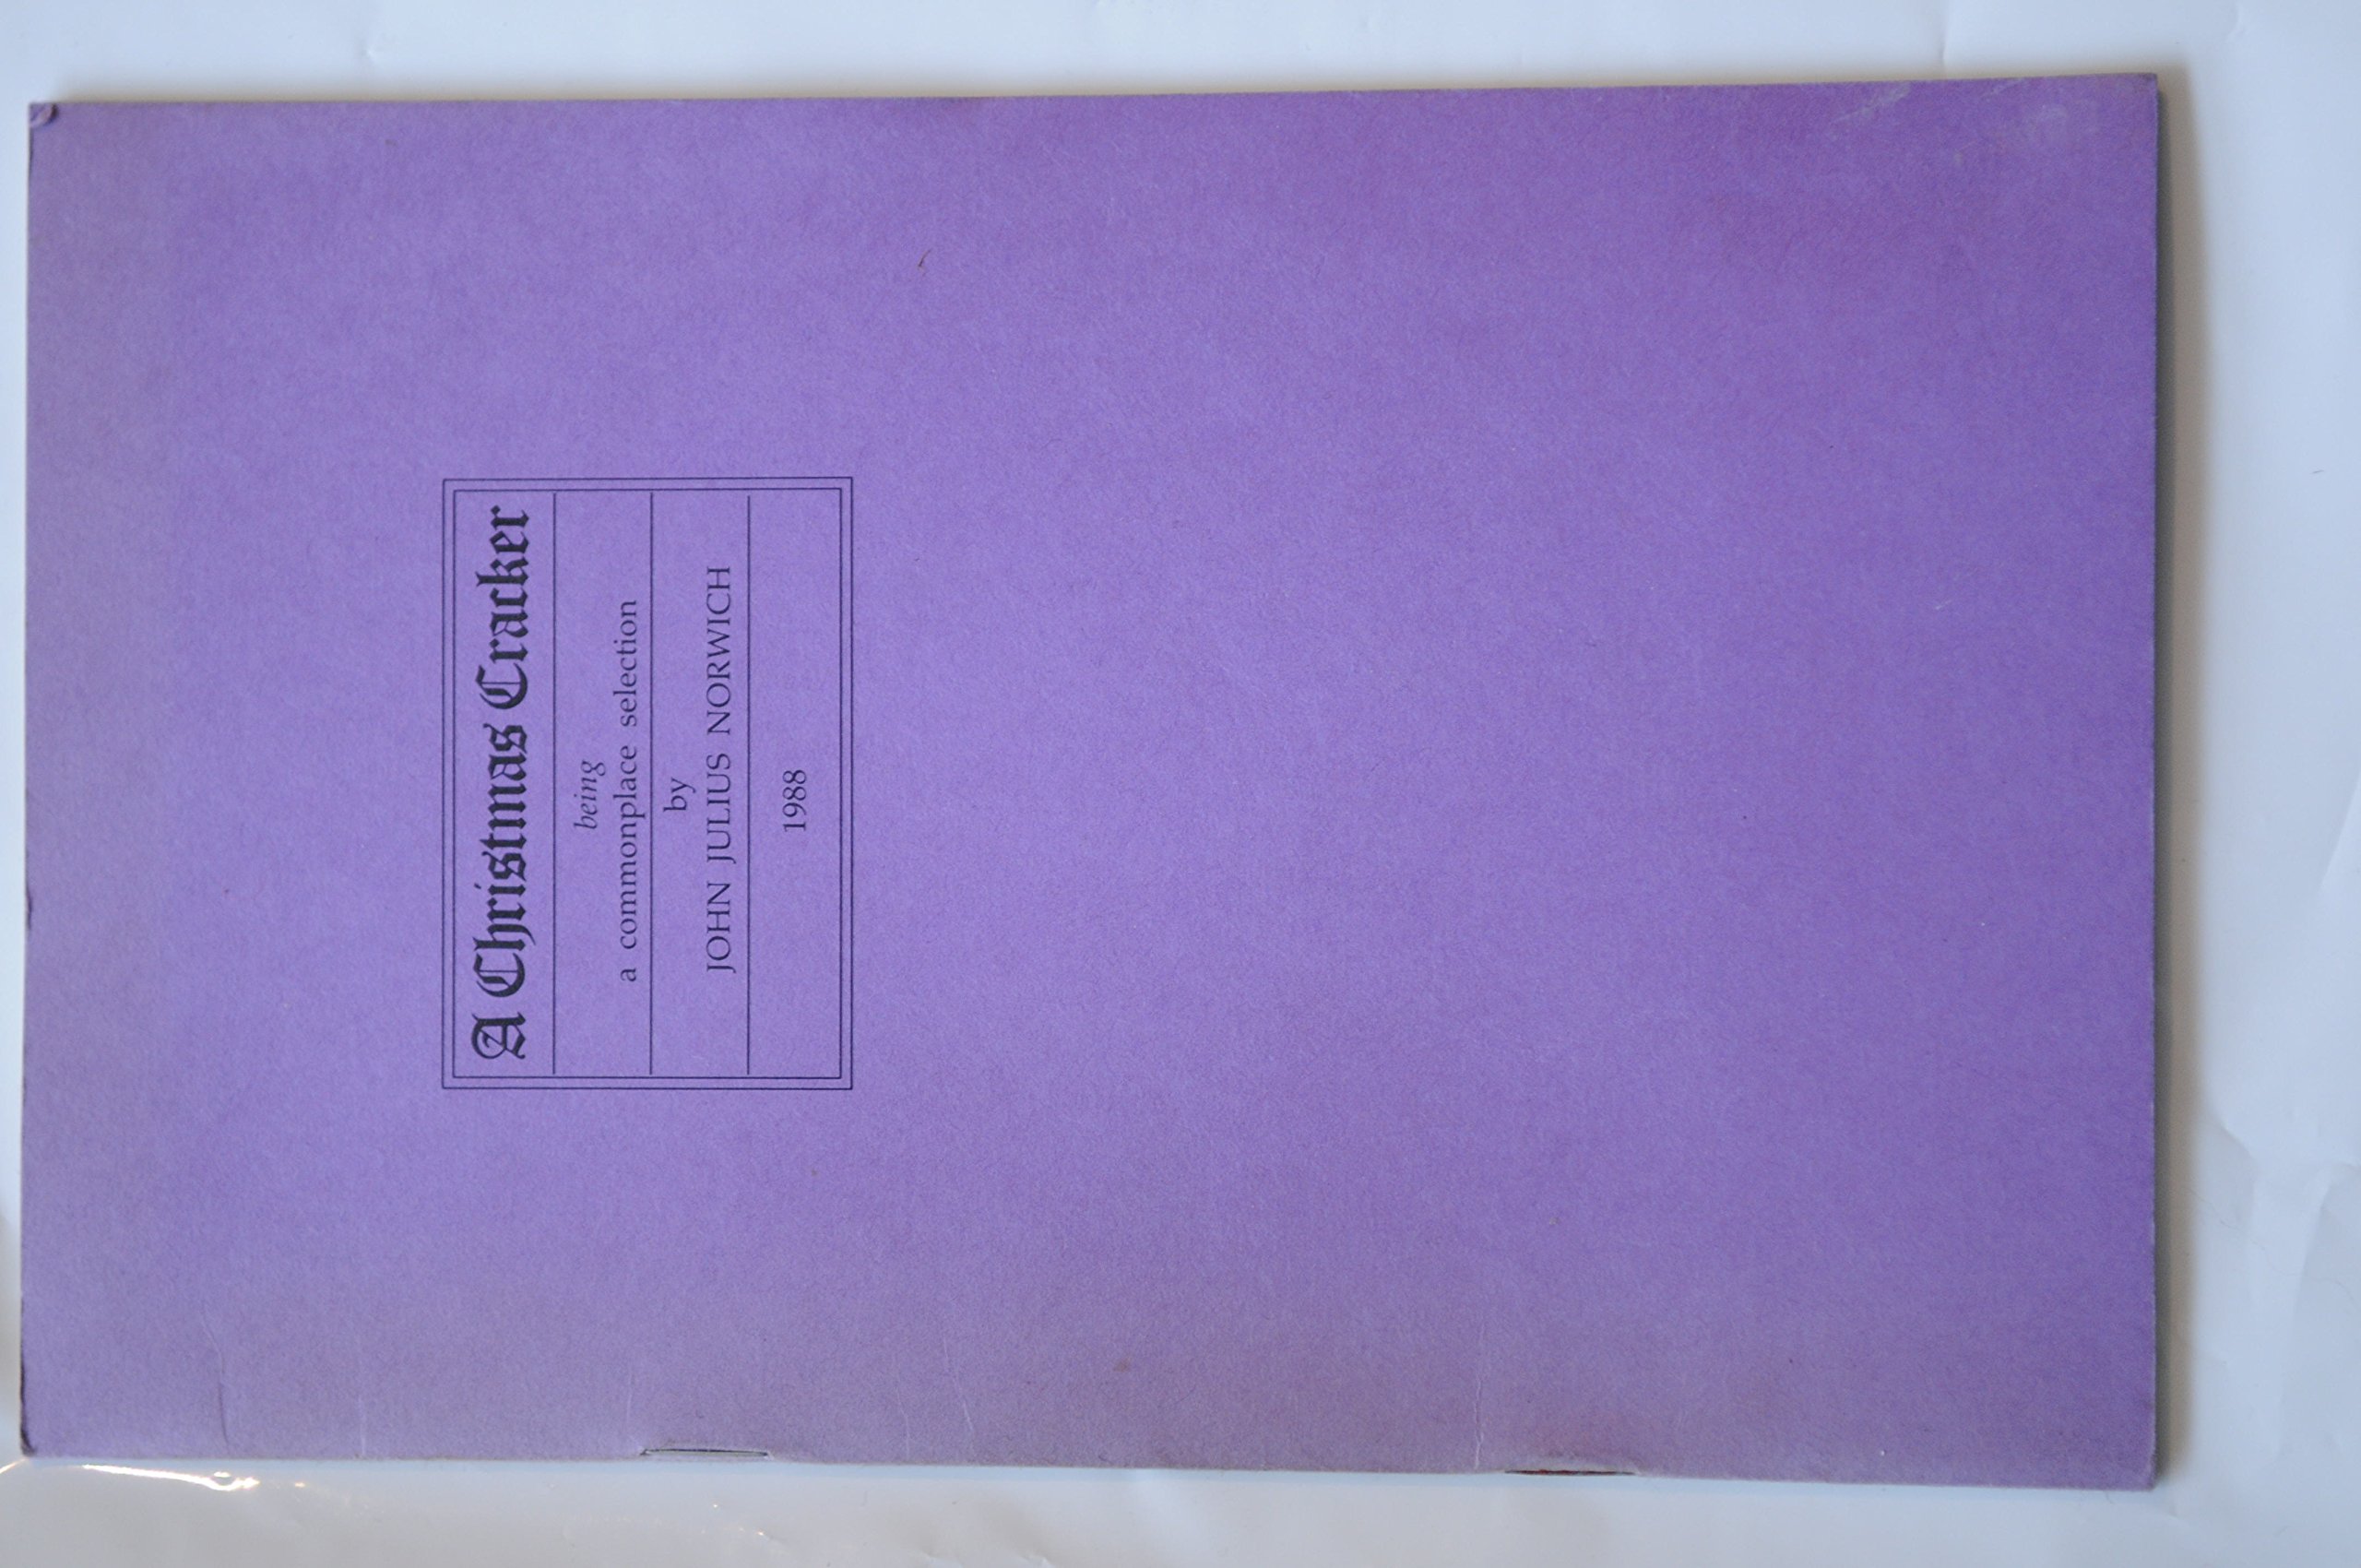 A Christmas Cracker
being
a commonplace selection
by
JOHN JULIUS NORWICH
1988